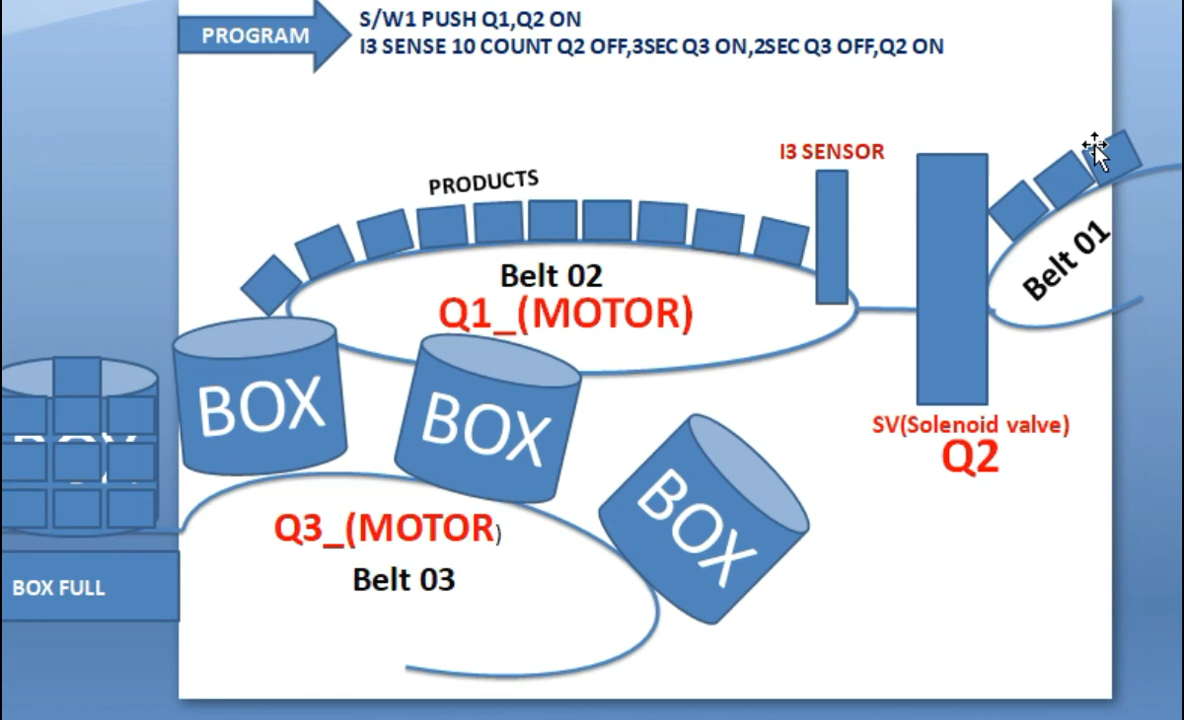 PROGRAM
S/W1 PUSH Q1,Q2 ON
I3 SENSE 10 COUNT Q2 OFF,3SEC Q3 ON,2SEC Q3 OFF,Q2 ON
I3 SENSOR
PRODUCTS
Belt 01
Belt 02
Q1_(MOTOR)
BOX
BOX
BOX
SV(Solenoid valve)
Q2
Q3_(MOTOR)
Belt 03
BOX FULL